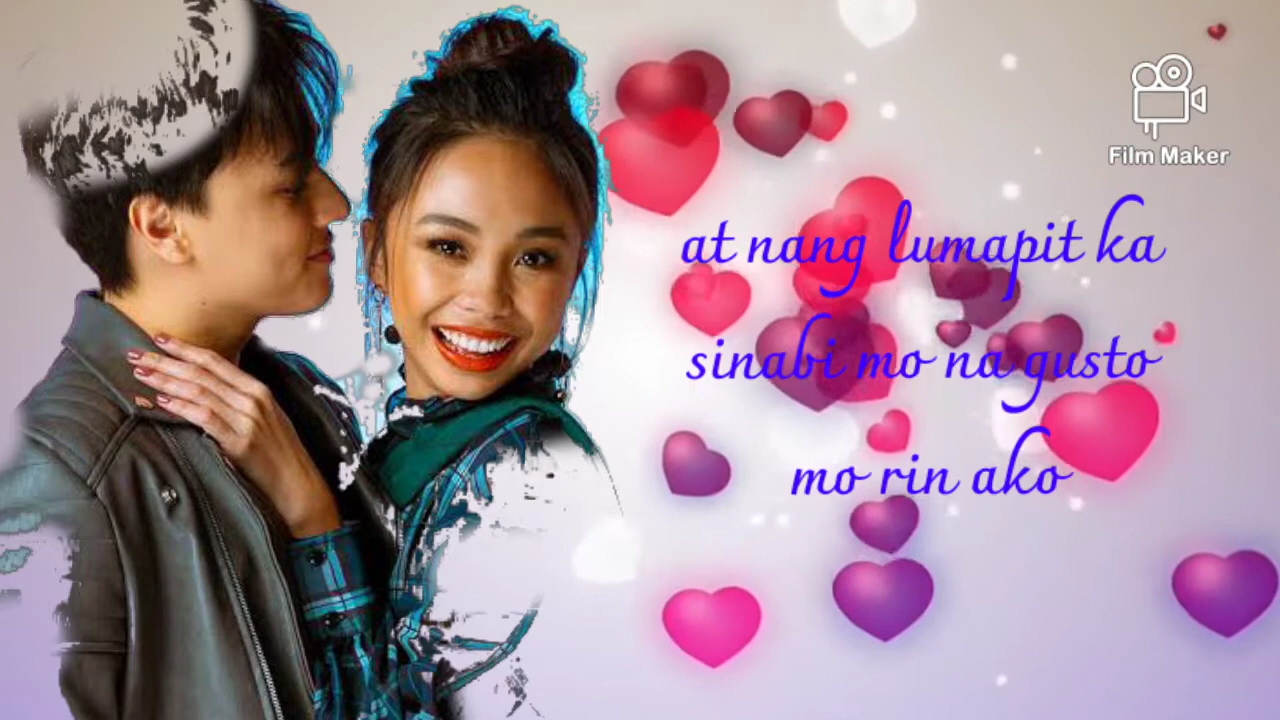 Film Maker
at nang lumapit ka
sinabi mo na gusto
mo rin ako